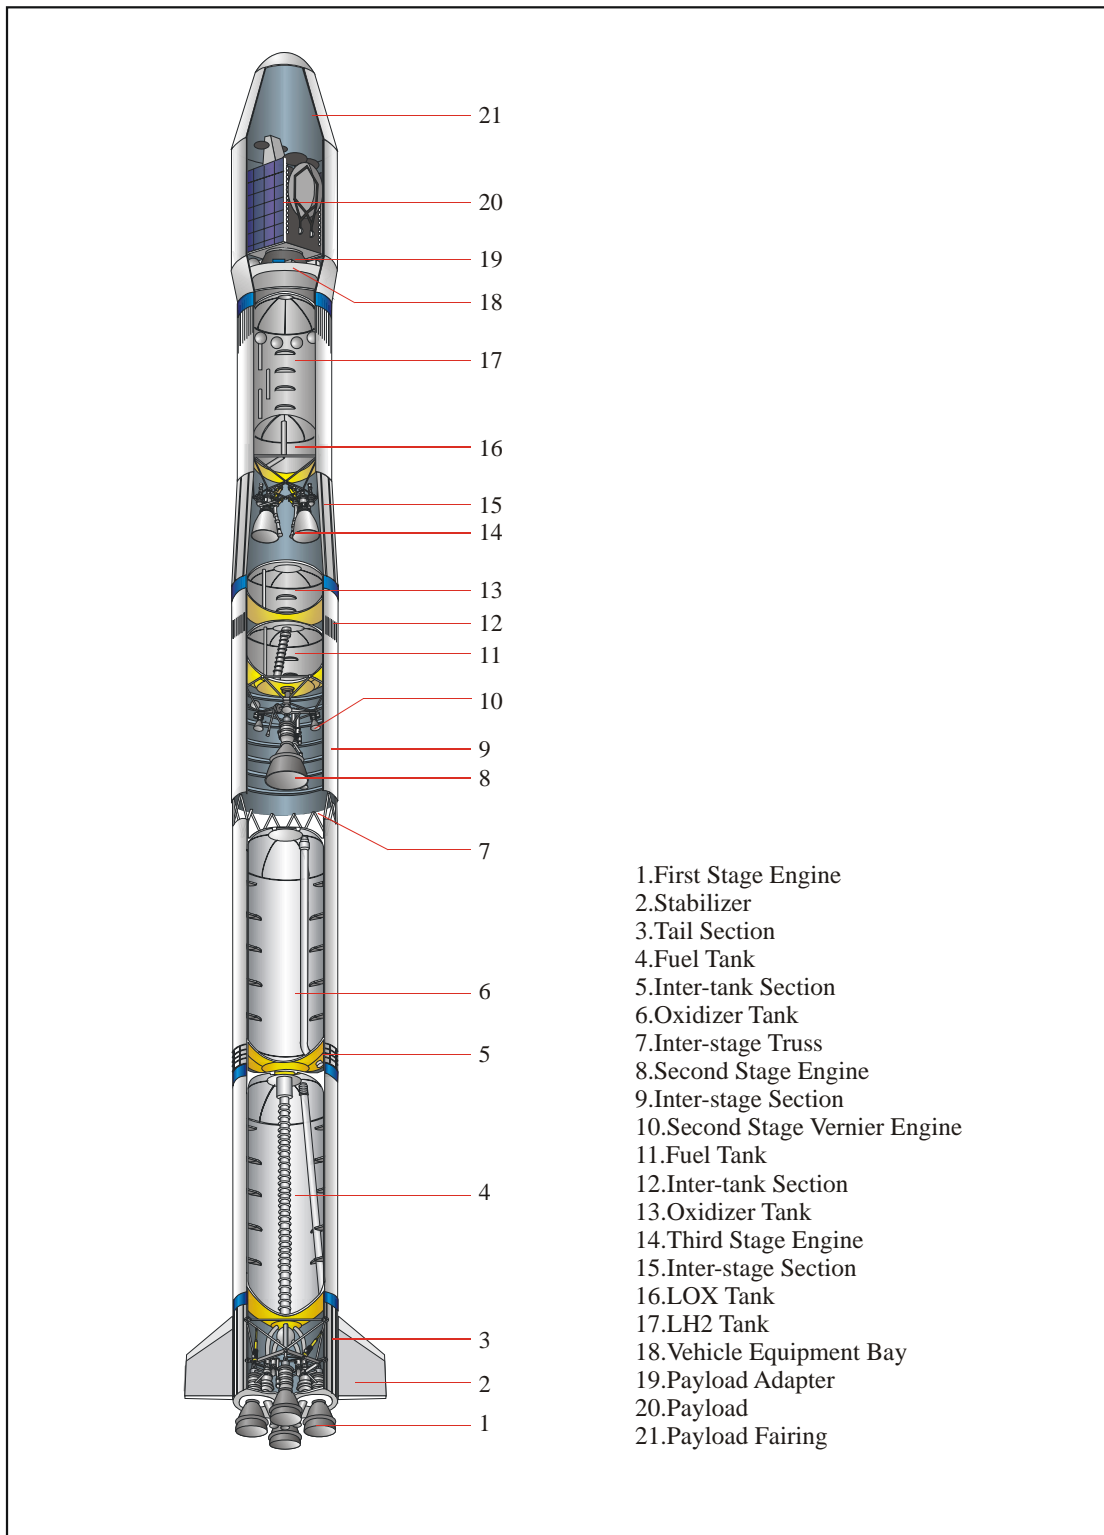 21
20
19
18
17
16
15
14
13
12
11
10
9
8
7
6
5
4
3
2
1
1.First Stage Engine
2.Stabilizer
3.Tail Section
4.Fuel Tank
5.Inter-tank Section
6.Oxidizer Tank
7.Inter-stage Truss
8.Second Stage Engine
9.Inter-stage Section
10.Second Stage Vernier Engine
11.Fuel Tank
12.Inter-tank Section
13.Oxidizer Tank
14.Third Stage Engine
15.Inter-stage Section
16.LOX Tank
17.LH2 Tank
18.Vehicle Equipment Bay
19.Payload Adapter
20.Payload
21.Payload Fairing